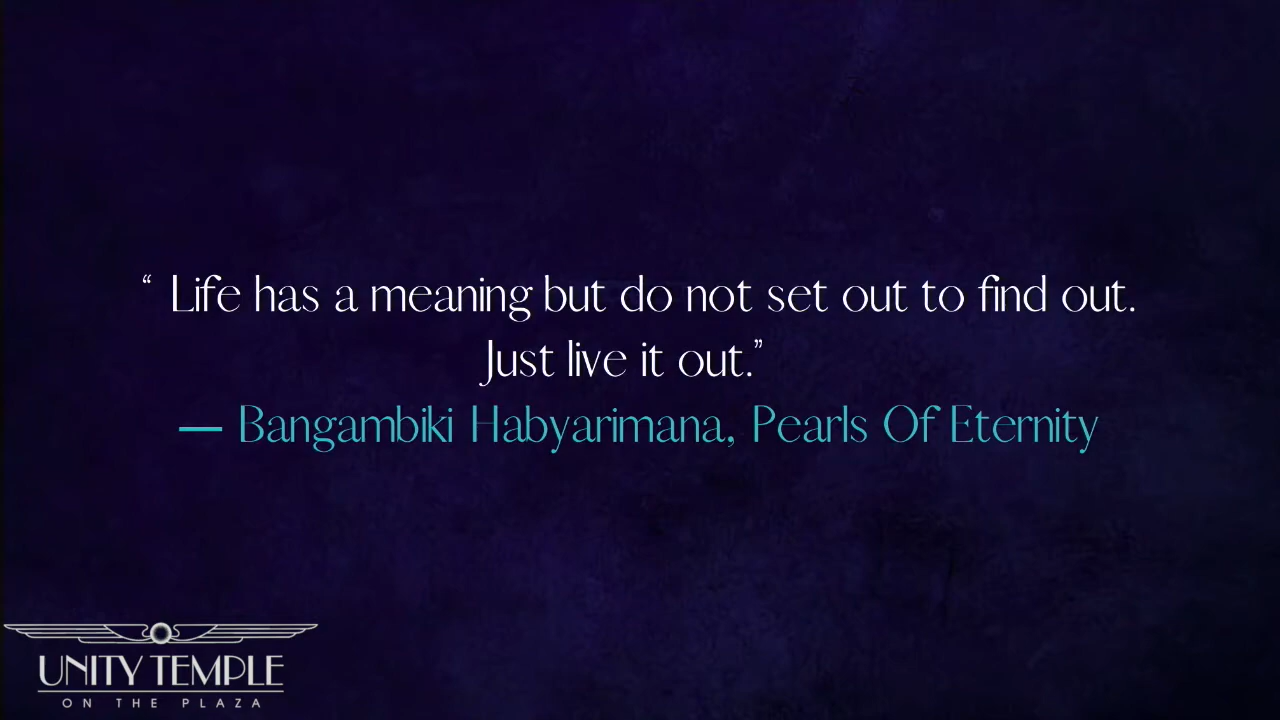 “ Life has a meaning but do not set out to find out.
Just live it out.”
— Bangambiki Habyarimana, Pearls Of Eternity
UNITY TEMPLE
ON THE PLAZA